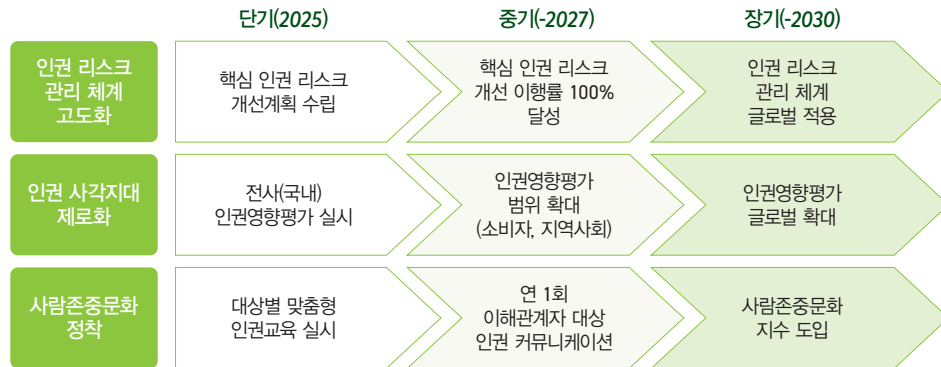 단기(2025)
중기(-2027)
장기(-2030)
인권 리스크
관리 체계
고도화
핵심 인권 리스크
개선계획 수립
핵심 인권 리스크
개선 이행률 100%
달성
인권 리스크
관리 체계
글로벌 적용
인권 사각지대
제로화
전사(국내)
인권영향평가 실시
인권영향평가
범위 확대
(소비자, 지역사회)
인권영향평가
글로벌 확대
사람존중문화
정착
대상별 맞춤형
인권교육 실시
연 1회
이해관계자 대상
인권 커뮤니케이션
사람존중문화
지수 도입